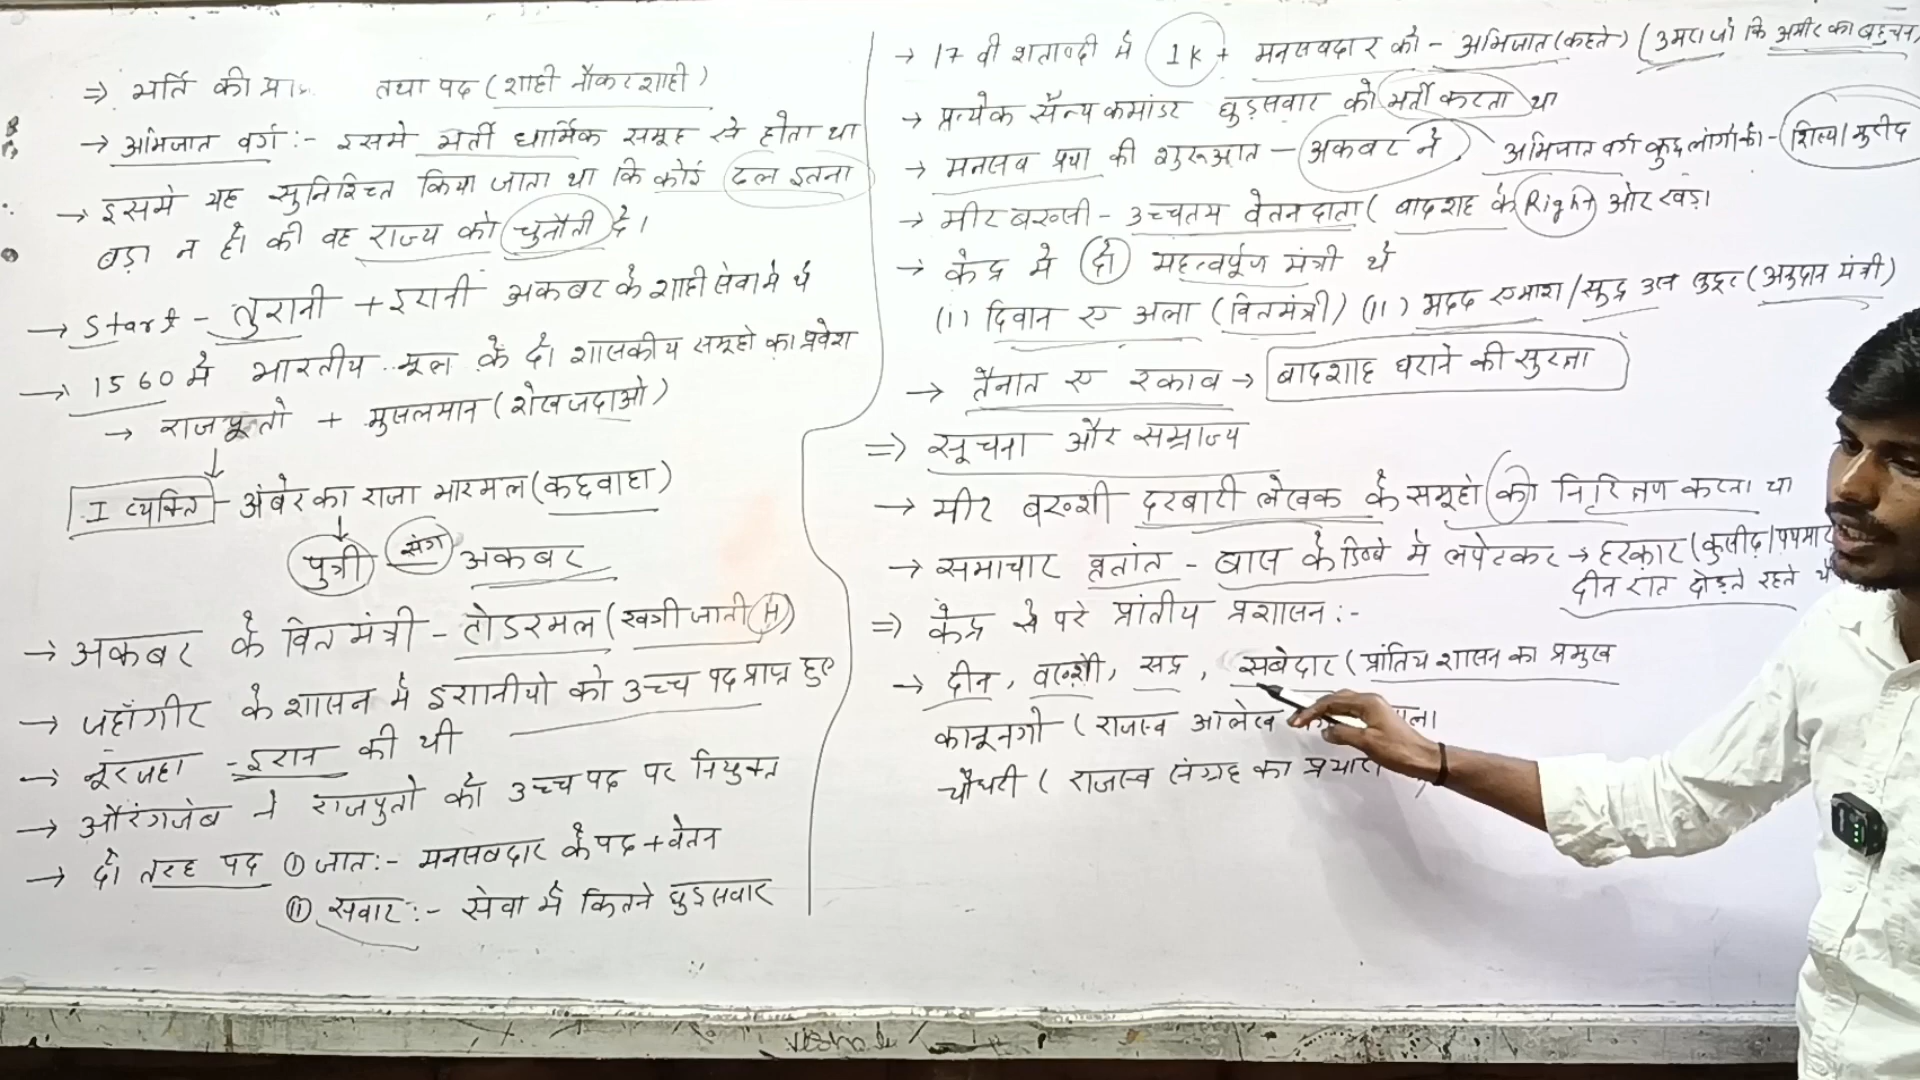 ⇒ भर्ति की प्रा तथा पद (शाही नौकरशाही)
→ अभिजात वर्ग :- इसमे भर्ती धार्मिक समूह से होता था
→ इसमे यह सुनिश्चित किया जाता था कि कोई दल इतना
बड़ा न हो की वह राज्य को चुनौती दे।
→ Start - तुरानी + इरानी अकबर के शाही सेवा मे थे
→ 1560 मे भारतीय मूल के दो शासकीय समूहो का प्रवेश
→ राजपूतो + मुसलमान (शेखजदाओ)
↓
I व्यक्ति - अंबेर का राजा भारमल (कछवाहा)
↓
पुत्री संग अकबर
→ अकबर के वित मंत्री - टोडरमल (खत्री जाती H)
→ जहाँगीर के शासन मे इरानीयो को उच्च पद प्राप्त हुए
→ नूरजहा - इरान की थी
→ औरंगजेब ने राजपुतो को उच्च पद पर नियुक्त
→ दो तरह पद (i) जात :- मनसबदार के पद + वेतन
(ii) सवार :- सेवा मे कितने घुड़सवार
→ 17 वी शताब्दी मे 1K + मनसबदार को - अभिजात (कहते) (उमरा जो कि अमीर का बहुचन)
→ प्रत्येक सैन्य कमांडर घुड़सवार को भर्ती करता था
→ मनसब प्रथा की शुरुआत - अकबर ने, अभिजात वर्ग कुछ लोगो को - (शिष्य/मुरीद
→ मीर बख्शी - उच्चतम वेतनदाता (बादशाह के Right ओर खड़ा
→ केंद्र मे दो महत्वपूर्ण मंत्री थे
(i) दिवान ए अला (वितमंत्री) (ii) मदद ए माश / सुद्र उस सुदूर (अनुदान मंत्री)
→ तैनात ए रकाब → बादशाह घराने की सुरक्षा
⇒ सूचना और सम्राज्य
→ मीर बख्शी दरबारी लेखक के समूहो को निरिक्षण करता था
→ समाचार वृतांत - बास के डिब्बे मे लपेटकर → हरकार (कासीद/पथमार
दीन रात दोड़ते रहते थे
⇒ केंद्र से परे प्रांतीय प्रशासन :-
→ दीन, बख्शी, सद्र, सुबेदार (प्रांतिय शासन का प्रमुख
कानूनगो (राजस्व आलेख
चौधरी (राजस्व संग्रह का प्रभारी